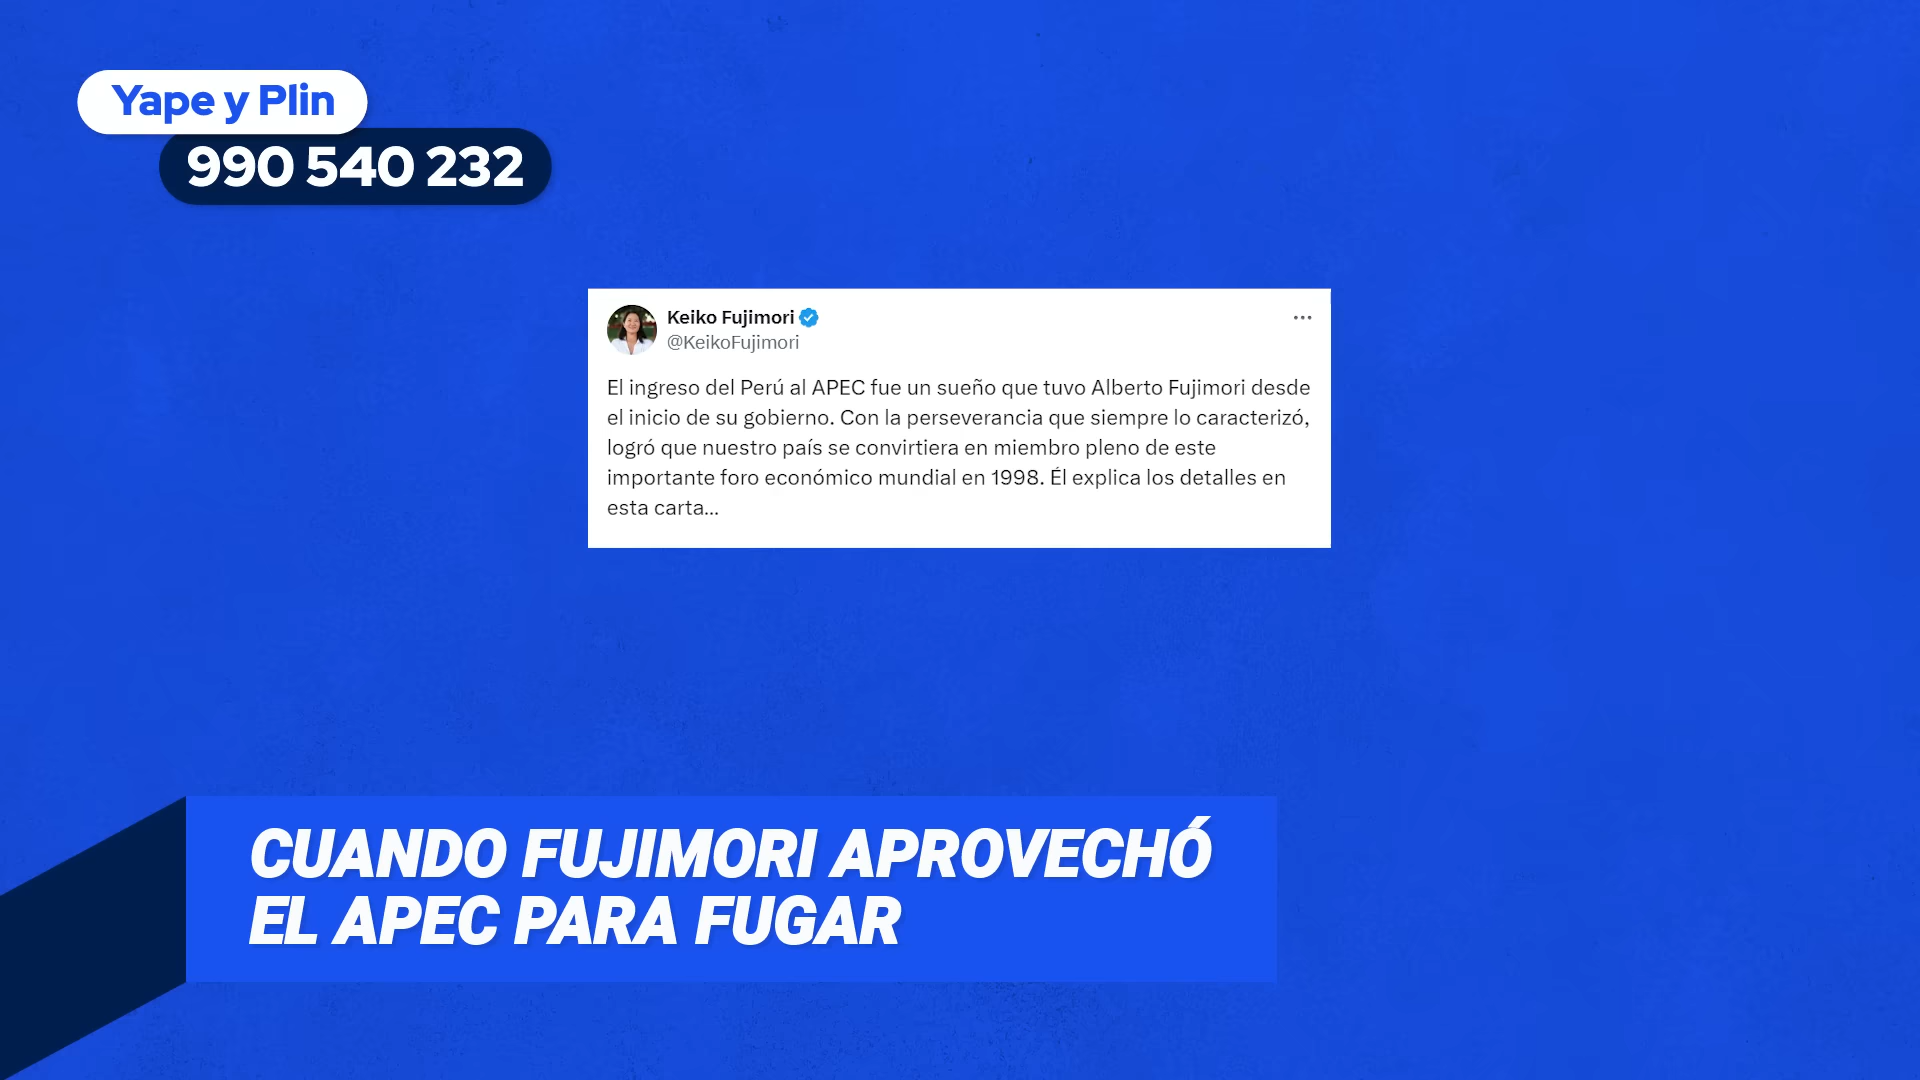 Yape y Plin
990 540 232
Keiko Fujimori
@KeikoFujimori
El ingreso del Perú al APEC fue un sueño que tuvo Alberto Fujimori desde
el inicio de su gobierno. Con la perseverancia que siempre lo caracterizó,
logró que nuestro país se convirtiera en miembro pleno de este
importante foro económico mundial en 1998. Él explica los detalles en
esta carta...
CUANDO FUJIMORI APROVECHÓ
EL APEC PARA FUGAR